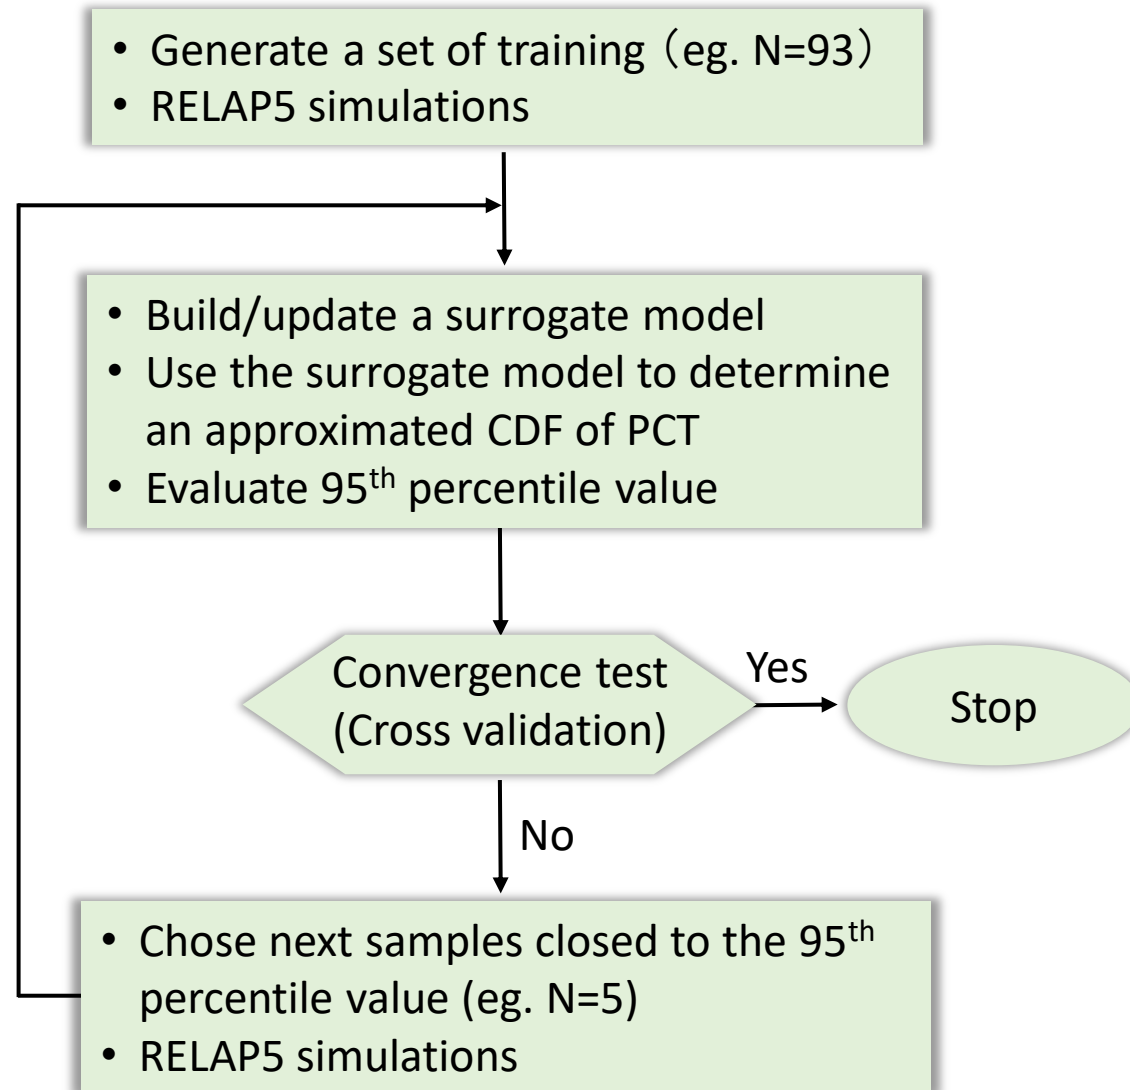 • Generate a set of training（eg. N=93）
• RELAP5 simulations
• Build/update a surrogate model
• Use the surrogate model to determine
an approximated CDF of PCT
• Evaluate 95th percentile value
Convergence test
(Cross validation)
Yes
Stop
No
• Chose next samples closed to the 95th
percentile value (eg. N=5)
• RELAP5 simulations